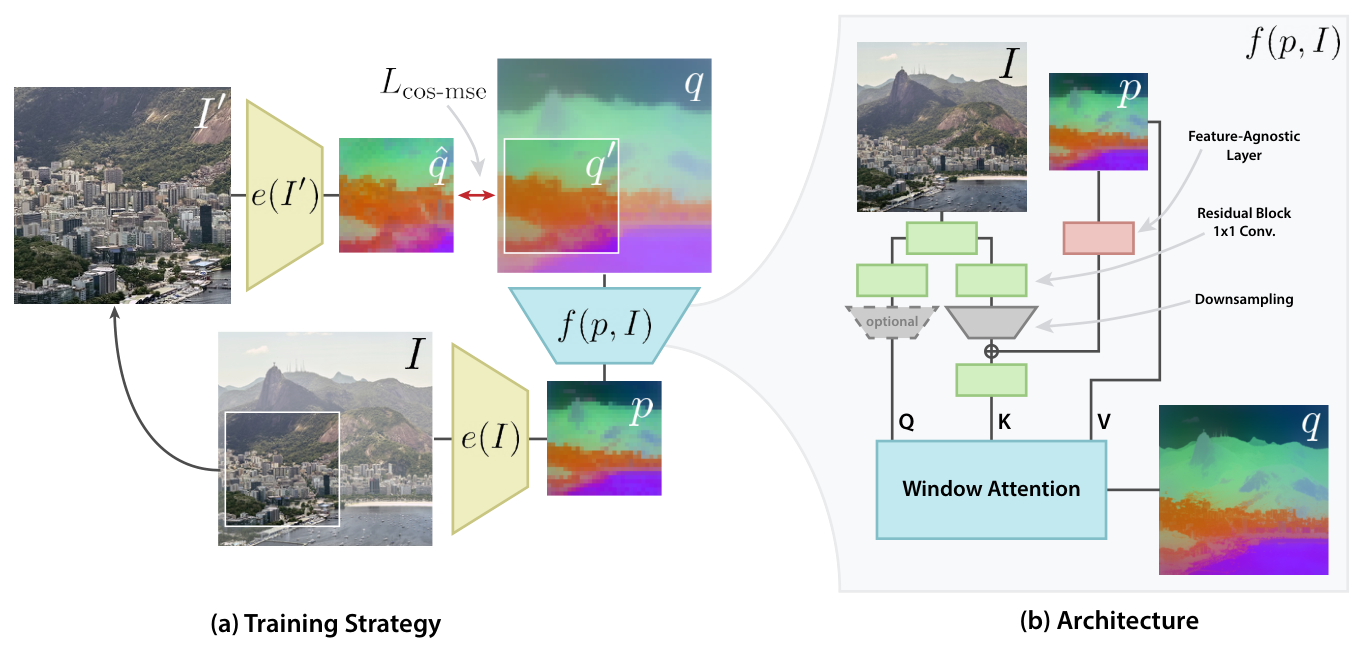 I′
e(I′)
q̂
L_cos-mse
q
q′
f(p, I)
I
e(I)
p
(a) Training Strategy
f(p, I)
I
p
Feature-Agnostic
Layer
Residual Block
1x1 Conv.
Downsampling
optional
Q
K
V
Window Attention
q
(b) Architecture